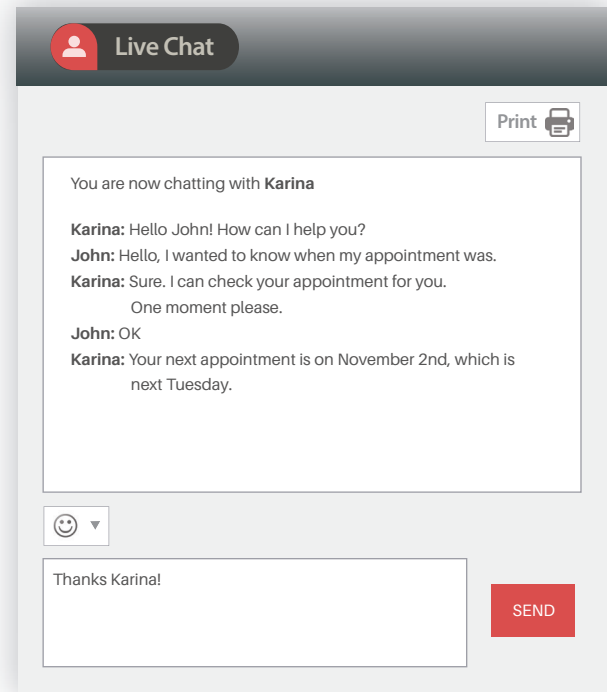 Live Chat
Print
You are now chatting with Karina
Karina: Hello John! How can I help you?
John: Hello, I wanted to know when my appointment was.
Karina: Sure. I can check your appointment for you.
One moment please.
John: OK
Karina: Your next appointment is on November 2nd, which is
next Tuesday.
Thanks Karina!
SEND